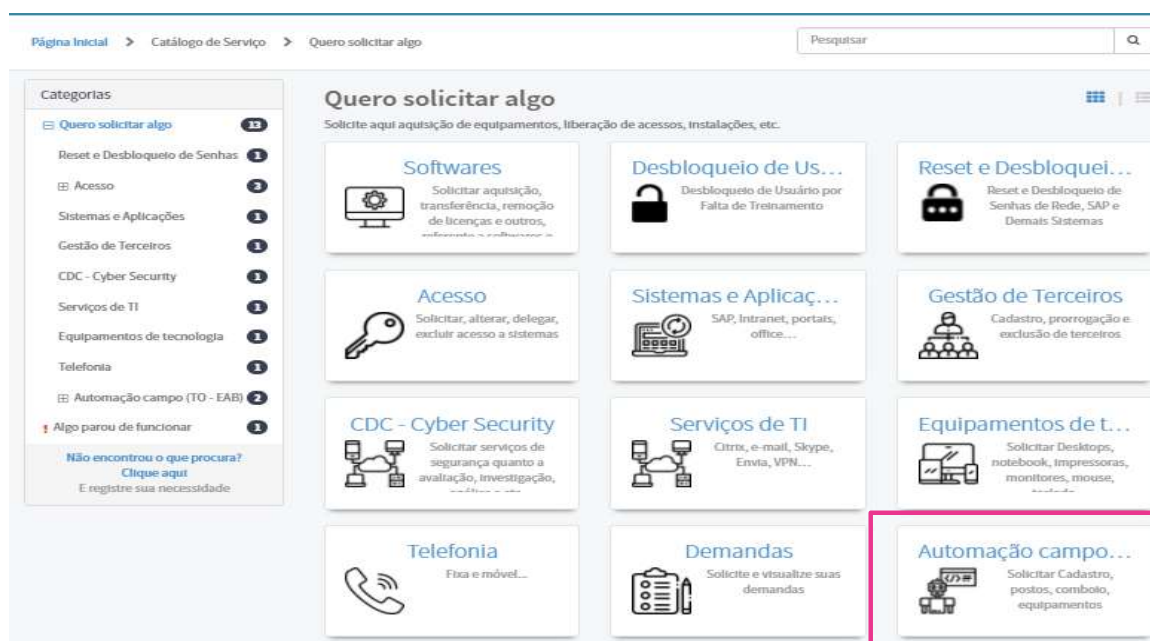 Página Inicial > Catálogo de Serviço > Quero solicitar algo
Pesquisar
Categorias
Quero solicitar algo 13
Reset e Desbloqueio de Senhas 1
Acesso 3
Sistemas e Aplicações 1
Gestão de Terceiros 1
CDC - Cyber Security 1
Serviços de TI 1
Equipamentos de tecnologia 1
Telefonia 1
Automação campo (TO - EAB) 2
Algo parou de funcionar 1
Não encontrou o que procura?
Clique aqui
E registre sua necessidade
Quero solicitar algo
Solicite aqui aquisição de equipamentos, liberação de acessos, instalações, etc.
Softwares
Solicitar aquisição,
transferência, remoção
de licenças e outros,
referente a softwares e
Desbloqueio de Us...
Desbloqueio de Usuário por
Falta de Treinamento
Reset e Desbloquei...
Reset e Desbloqueio de
Senhas de Rede, SAP e
Demais Sistemas
Acesso
Solicitar, alterar, delegar,
excluir acesso a sistemas
Sistemas e Aplicaç...
SAP, Intranet, portais,
office...
Gestão de Terceiros
Cadastro, prorrogação e
exclusão de terceiros
CDC - Cyber Security
Solicitar serviços de
segurança quanto a
avaliação, investigação,
Serviços de TI
Citrix, e-mail, Skype,
Envia, VPN...
Equipamentos de t...
Solicitar Desktops,
notebook, impressoras,
monitores, mouse,
Telefonia
Fixa e móvel...
Demandas
Solicite e visualize suas
demandas
Automação campo...
Solicitar Cadastro,
postos, comboio,
equipamentos